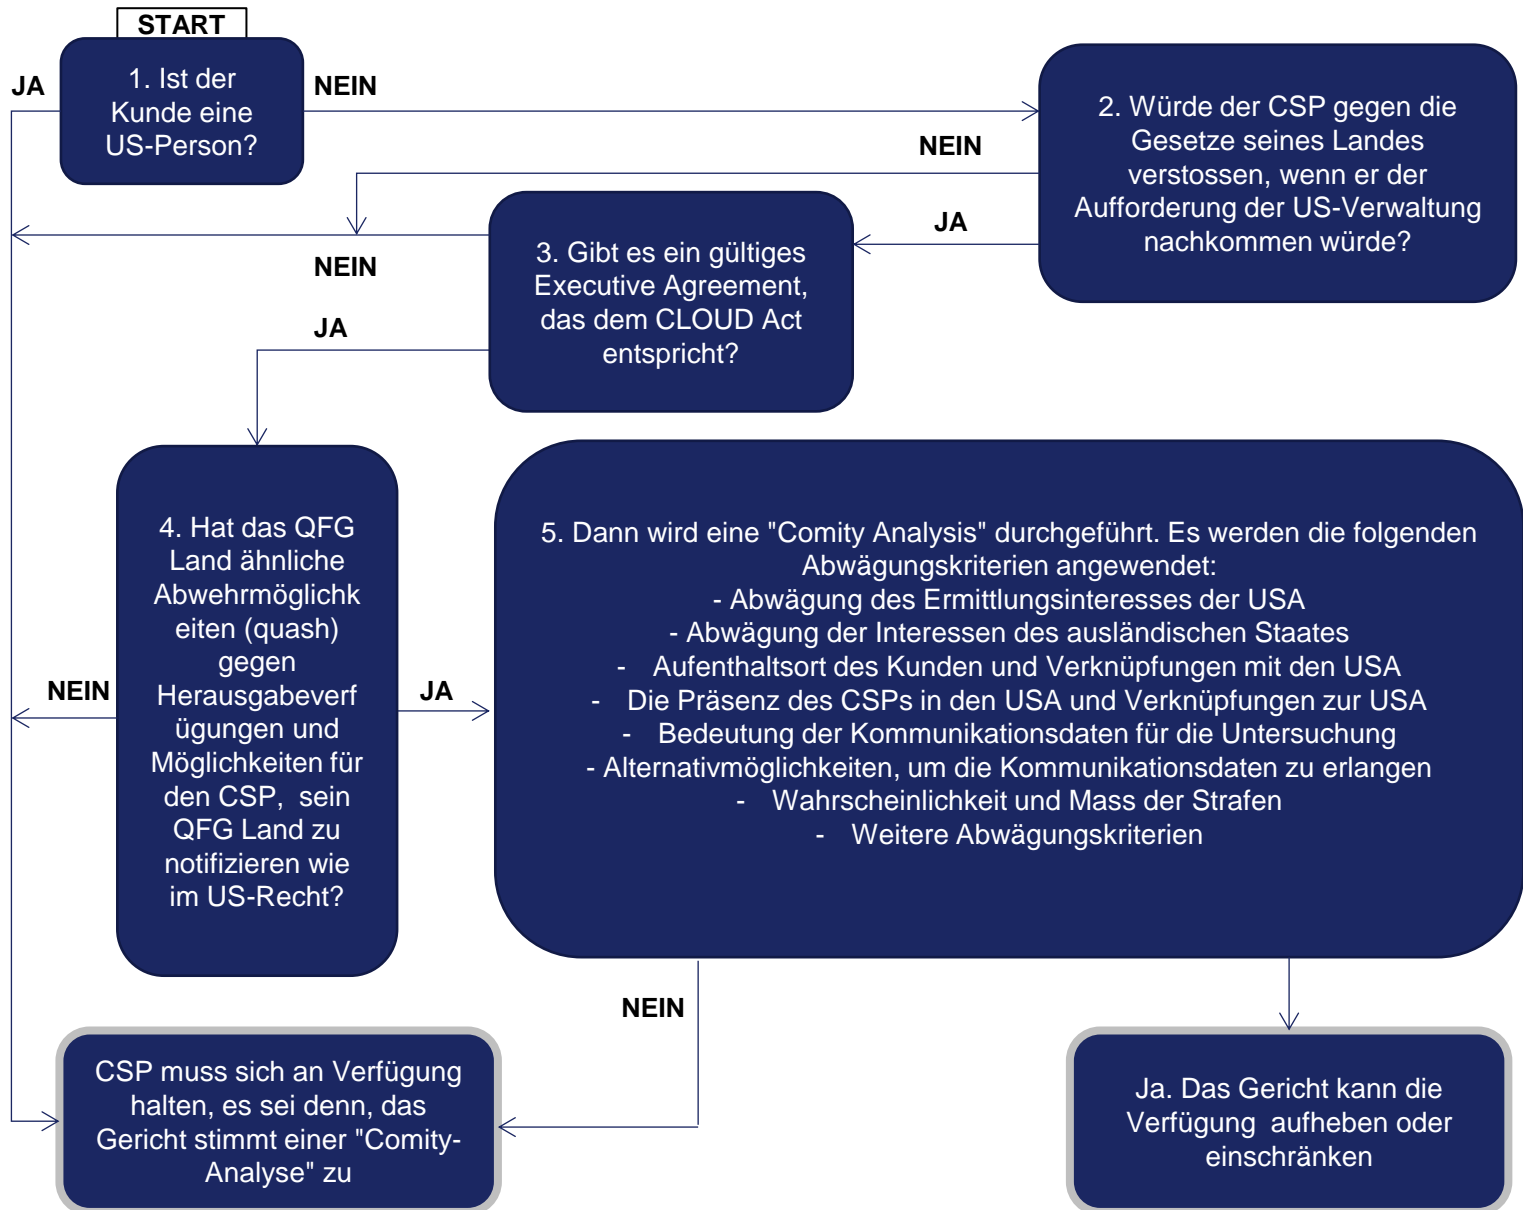 START
JA
1. Ist der
Kunde eine
US-Person?
NEIN
2. Würde der CSP gegen die
Gesetze seines Landes
verstossen, wenn er der
Aufforderung der US-Verwaltung
nachkommen würde?
NEIN
JA
3. Gibt es ein gültiges
Executive Agreement,
das dem CLOUD Act
entspricht?
NEIN
JA
4. Hat das QFG
Land ähnliche
Abwehrmöglichk
eiten (quash)
gegen
Herausgabeverf
ügungen und
Möglichkeiten für
den CSP,  sein
QFG Land zu
notifizieren wie
im US-Recht?
NEIN
JA
5. Dann wird eine "Comity Analysis" durchgeführt. Es werden die folgenden
Abwägungskriterien angewendet:
- Abwägung des Ermittlungsinteresses der USA
- Abwägung der Interessen des ausländischen Staates
-    Aufenthaltsort des Kunden und Verknüpfungen mit den USA
-    Die Präsenz des CSPs in den USA und Verknüpfungen zur USA
-    Bedeutung der Kommunikationsdaten für die Untersuchung
- Alternativmöglichkeiten, um die Kommunikationsdaten zu erlangen
-    Wahrscheinlichkeit und Mass der Strafen
-    Weitere Abwägungskriterien
NEIN
CSP muss sich an Verfügung
halten, es sei denn, das
Gericht stimmt einer "Comity-
Analyse" zu
Ja. Das Gericht kann die
Verfügung  aufheben oder
einschränken